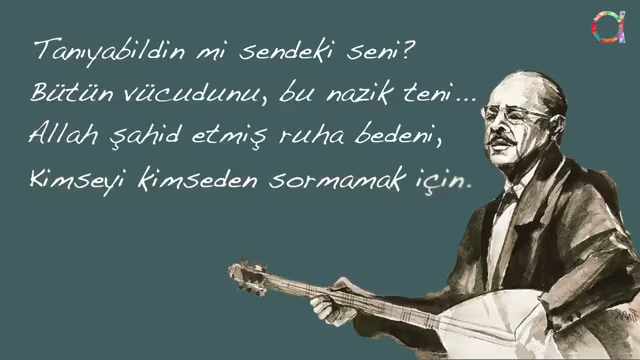 Tanıyabildin mi sendeki seni?
Bütün vücudunu, bu nazik teni...
Allah şahid etmiş ruha bedeni,
Kimseyi kimseden sormamak için.